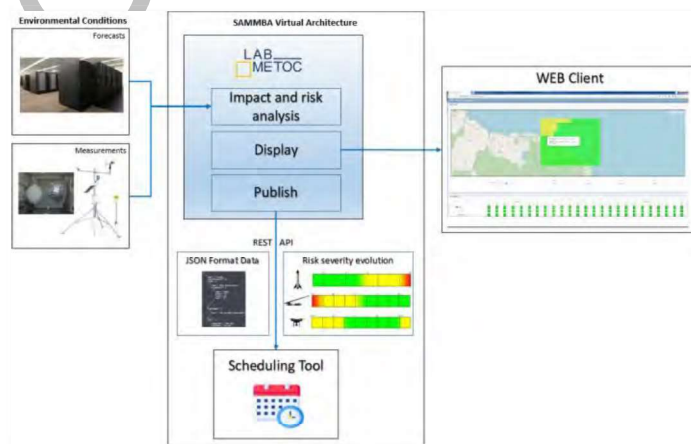 Environmental Conditions
Forecasts
Measurements
SAMMBA Virtual Architecture
LAB
METOC
Impact and risk
analysis
Display
Publish
REST API
JSON Format Data
Risk severity evolution
Scheduling Tool
WEB Client